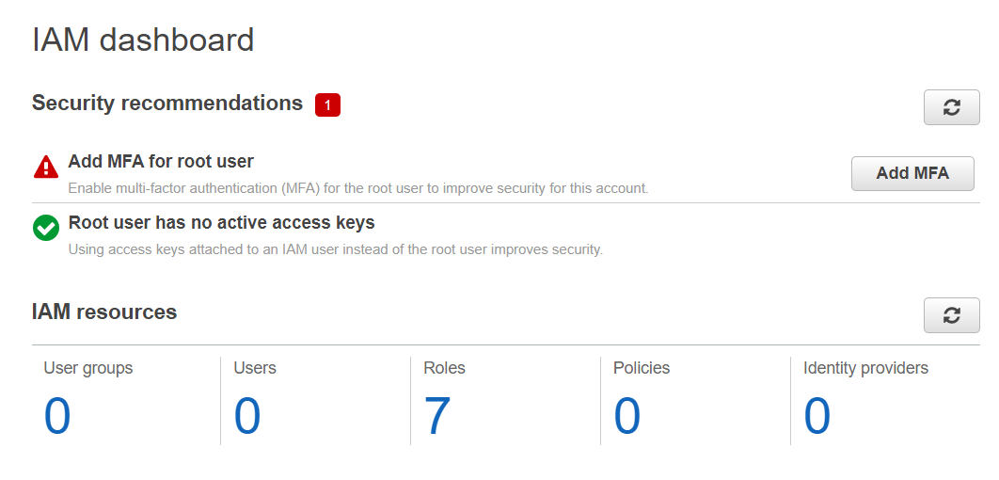 IAM dashboard
Security recommendations 1
Add MFA for root user
Enable multi-factor authentication (MFA) for the root user to improve security for this account.
Add MFA
Root user has no active access keys
Using access keys attached to an IAM user instead of the root user improves security.
IAM resources
User groups Users Roles Policies Identity providers
0 0 7 0 0